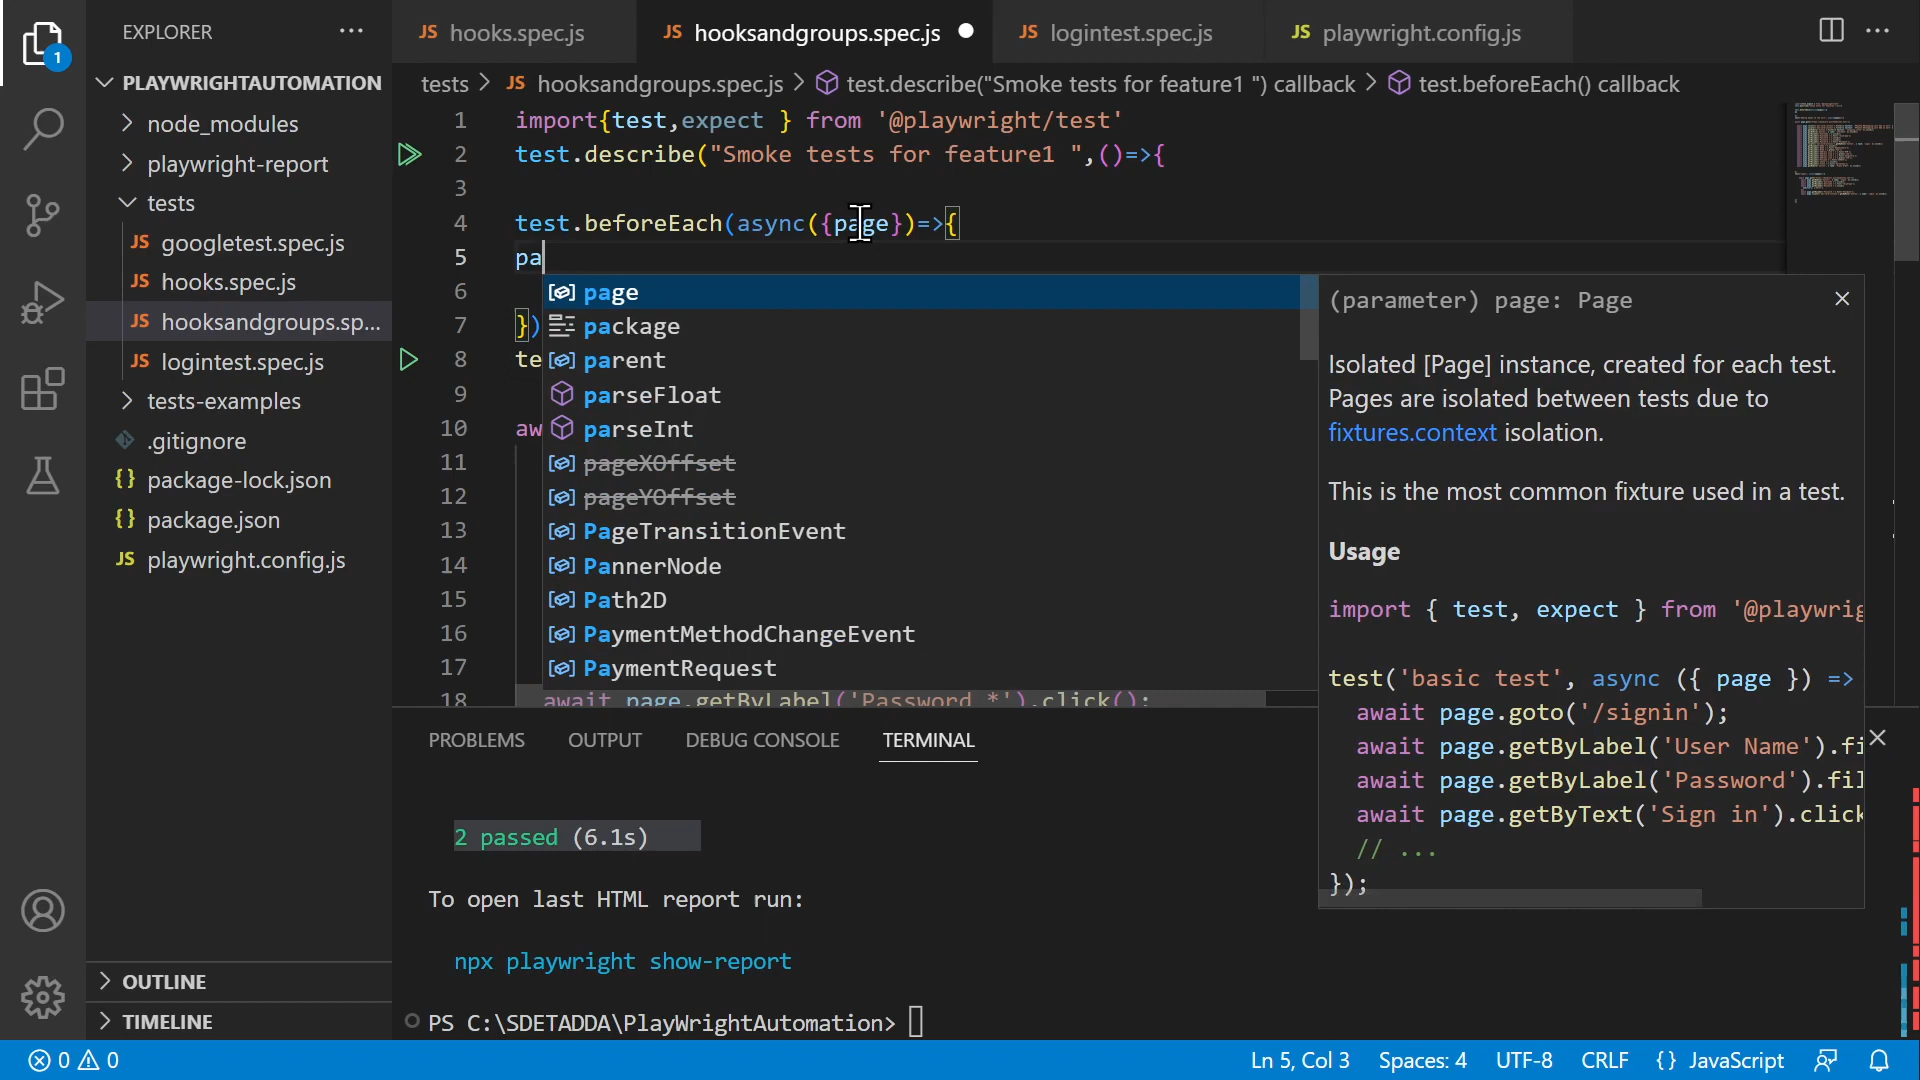 EXPLORER
PLAYWRIGHTAUTOMATION
node_modules
playwright-report
tests
JS googletest.spec.js
JS hooks.spec.js
JS hooksandgroups.sp...
JS logintest.spec.js
tests-examples
.gitignore
{} package-lock.json
{} package.json
JS playwright.config.js
OUTLINE
TIMELINE
1
JS hooks.spec.js
JS hooksandgroups.spec.js
JS logintest.spec.js
JS playwright.config.js
tests > JS hooksandgroups.spec.js > test.describe("Smoke tests for feature1 ") callback > test.beforeEach() callback
1 import{test,expect } from '@playwright/test'
2 test.describe("Smoke tests for feature1 ",()=>{
3
4 test.beforeEach(async({page})=>{
5 pa
6
7 })
8 te
9
10 aw
11
12
13
14
15
16
17
18 await page.getByLabel('Password *').click();
page
package
parent
parseFloat
parseInt
pageXOffset
pageYOffset
PageTransitionEvent
PannerNode
Path2D
PaymentMethodChangeEvent
PaymentRequest
(parameter) page: Page
Isolated [Page] instance, created for each test.
Pages are isolated between tests due to
fixtures.context isolation.
This is the most common fixture used in a test.
Usage
import { test, expect } from '@playwrig
test('basic test', async ({ page }) =>
await page.goto('/signin');
await page.getByLabel('User Name').fi
await page.getByLabel('Password').fil
await page.getByText('Sign in').click
// ...
});
PROBLEMS OUTPUT DEBUG CONSOLE TERMINAL
2 passed (6.1s)
To open last HTML report run:
npx playwright show-report
PS C:\SDETADDA\PlayWrightAutomation>
0 0
Ln 5, Col 3 Spaces: 4 UTF-8 CRLF {} JavaScript